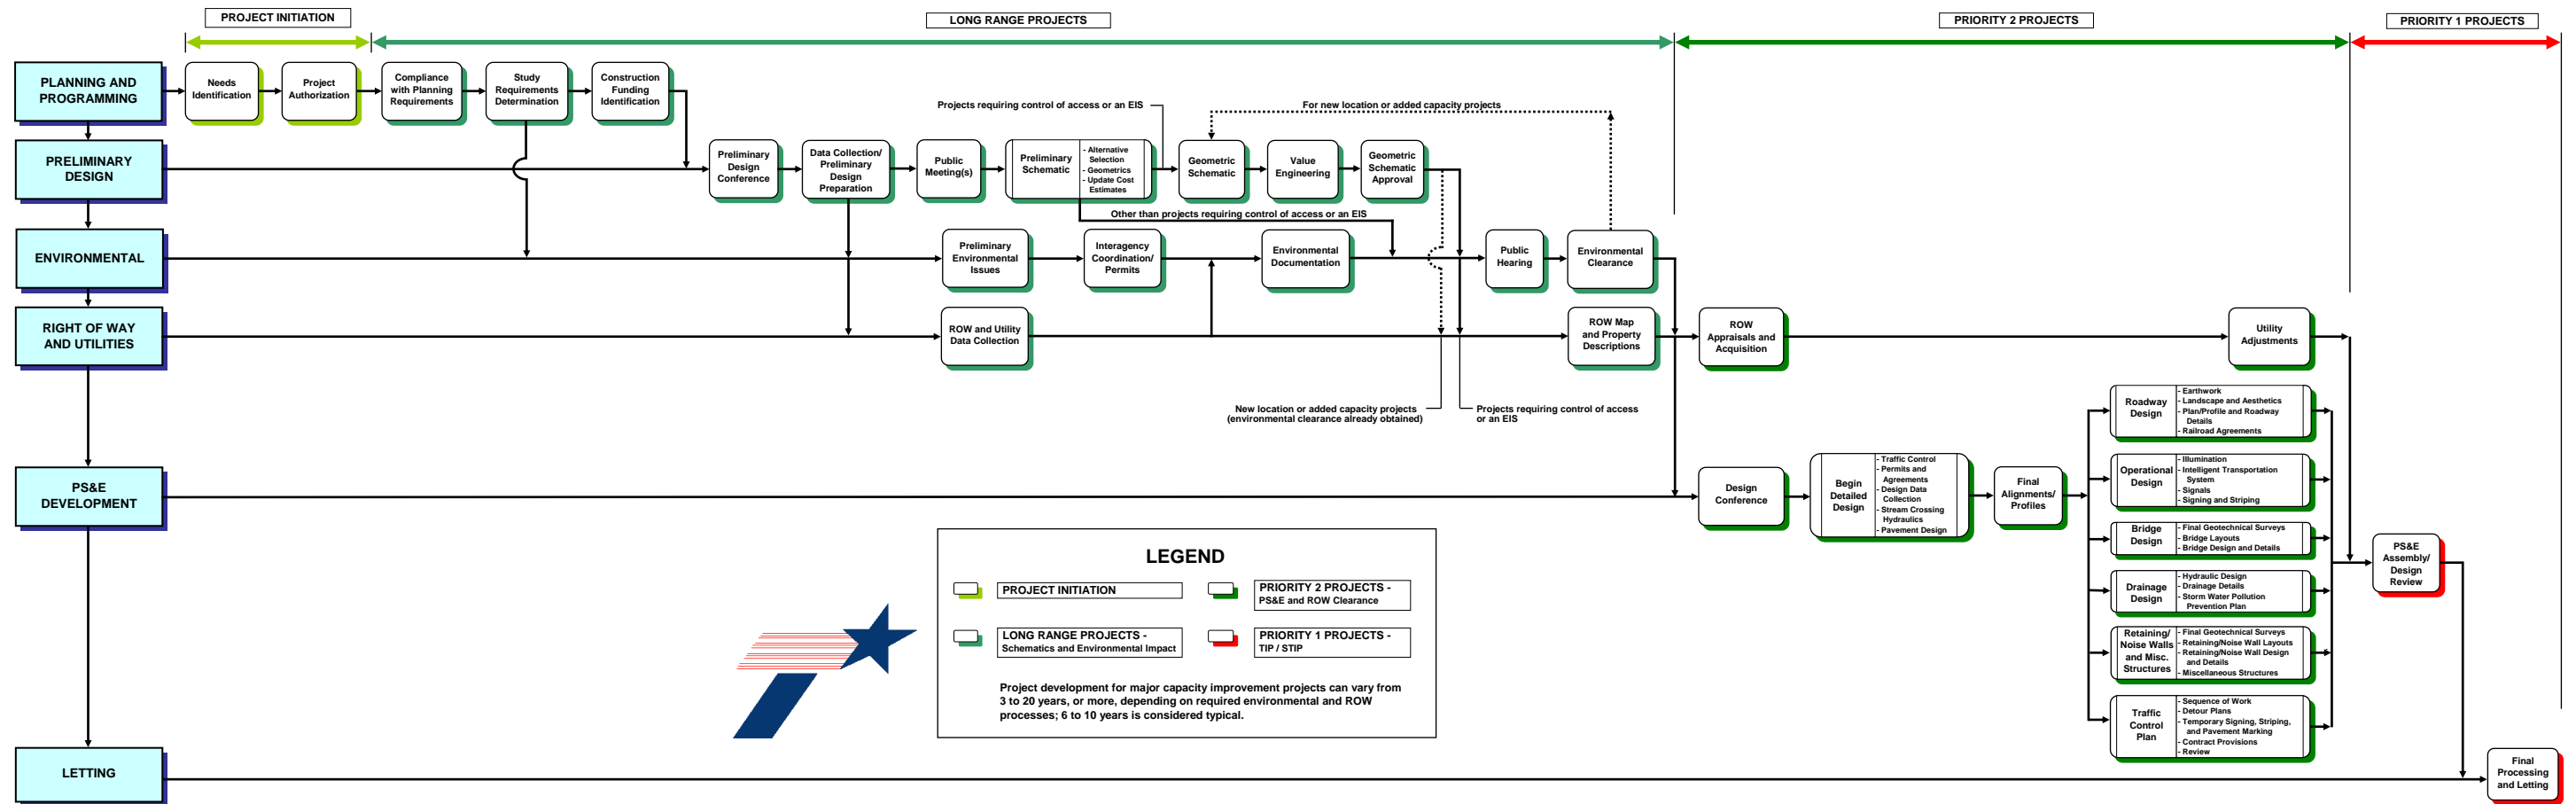 PROJECT INITIATION
LONG RANGE PROJECTS
PRIORITY 2 PROJECTS
PRIORITY 1 PROJECTS
PLANNING AND
PROGRAMMING
Needs
Identification
Project
Authorization
Compliance
with Planning
Requirements
Study
Requirements
Determination
Construction
Funding
Identification
Projects requiring control of access or an EIS
For new location or added capacity projects
PRELIMINARY
DESIGN
Preliminary
Design
Conference
Data Collection/
Preliminary
Design
Preparation
Public
Meeting(s)
Preliminary
Schematic
- Alternative
Selection
- Geometrics
- Update Cost
Estimates
Geometric
Schematic
Value
Engineering
Geometric
Schematic
Approval
Other than projects requiring control of access or an EIS
ENVIRONMENTAL
Preliminary
Environmental
Issues
Interagency
Coordination/
Permits
Environmental
Documentation
Public
Hearing
Environmental
Clearance
RIGHT OF WAY
AND UTILITIES
ROW and Utility
Data Collection
ROW Map
and Property
Descriptions
ROW
Appraisals and
Acquisition
Utility
Adjustments
New location or added capacity projects
(environmental clearance already obtained)
Projects requiring control of access
or an EIS
PS&E
DEVELOPMENT
Design
Conference
Begin
Detailed
Design
- Traffic Control
- Permits and
Agreements
- Design Data
Collection
- Stream Crossing
Hydraulics
- Pavement Design
Final
Alignments/
Profiles
Roadway
Design
- Earthwork
- Landscape and Aesthetics
- Plan/Profile and Roadway
Details
- Railroad Agreements
Operational
Design
- Illumination
- Intelligent Transportation
System
- Signals
- Signing and Striping
Bridge
Design
- Final Geotechnical Surveys
- Bridge Layouts
- Bridge Design and Details
Drainage
Design
- Hydraulic Design
- Drainage Details
- Storm Water Pollution
Prevention Plan
Retaining/
Noise Walls
and Misc.
Structures
- Final Geotechnical Surveys
- Retaining/Noise Wall Layouts
- Retaining/Noise Wall Design
and Details
- Miscellaneous Structures
Traffic
Control
Plan
- Sequence of Work
- Detour Plans
- Temporary Signing, Striping,
and Pavement Marking
- Contract Provisions
- Review
PS&E
Assembly/
Design
Review
LEGEND
PROJECT INITIATION
PRIORITY 2 PROJECTS -
PS&E and ROW Clearance
LONG RANGE PROJECTS -
Schematics and Environmental Impact
PRIORITY 1 PROJECTS -
TIP / STIP
Project development for major capacity improvement projects can vary from
3 to 20 years, or more, depending on required environmental and ROW
processes; 6 to 10 years is considered typical.
LETTING
Final
Processing
and Letting